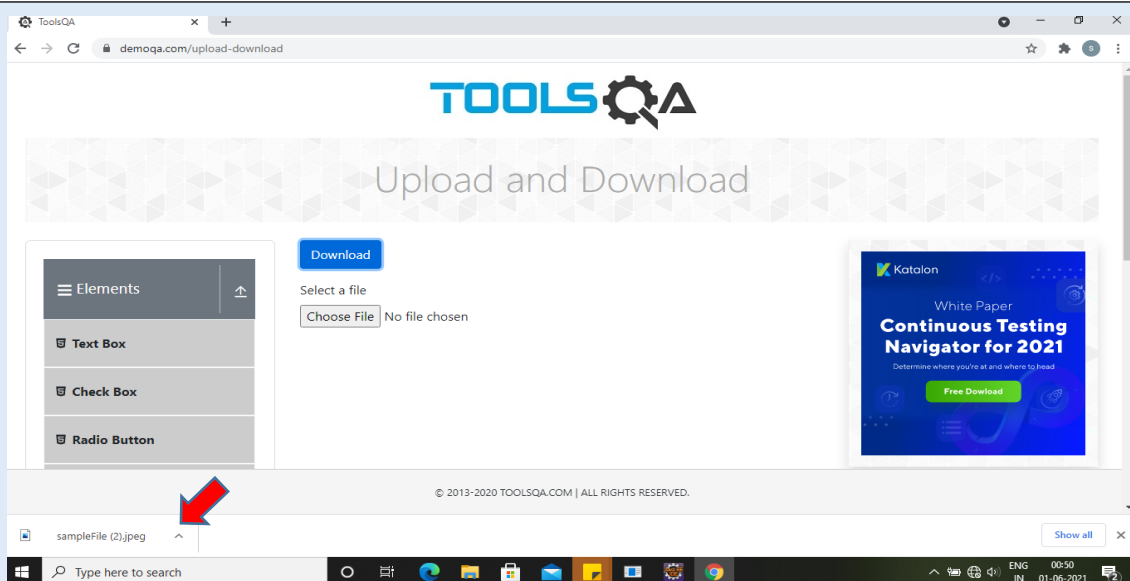 ToolsQA
demoqa.com/upload-download
S
TOOLSQA
Upload and Download
Download
Elements
Select a file
Choose File No file chosen
Text Box
Check Box
Radio Button
Katalon
</>
White Paper
Continuous Testing
Navigator for 2021
Determine where you're at and where to head
Free Dowload
© 2013-2020 TOOLSQA.COM | ALL RIGHTS RESERVED.
sampleFile (2).jpeg
Show all
Type here to search
ENG
IN
00:50
01-06-2021
2